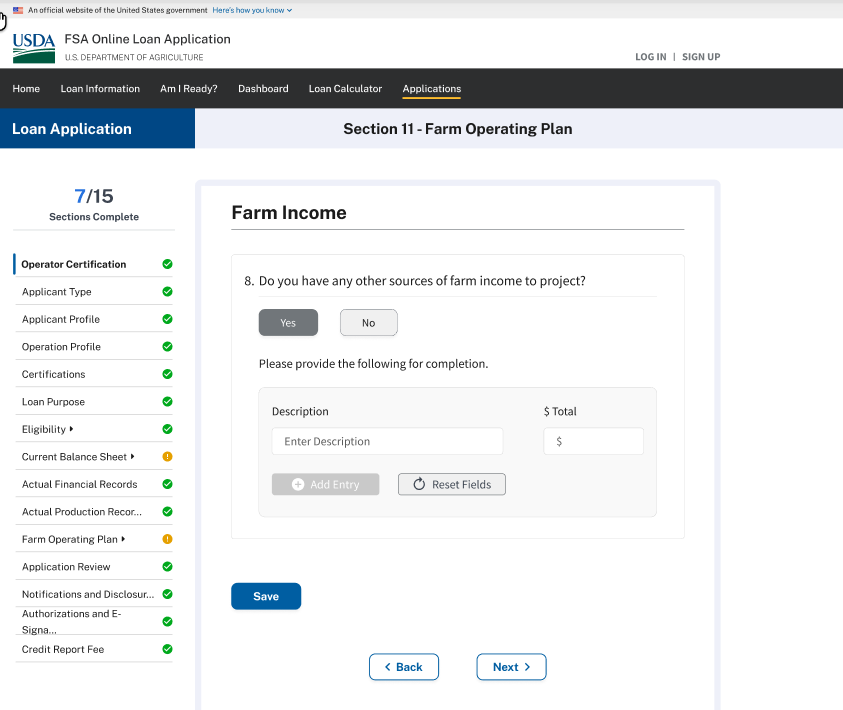 An official website of the United States government Here's how you know
USDA
FSA Online Loan Application
U.S. DEPARTMENT OF AGRICULTURE
LOG IN | SIGN UP
Home Loan Information Am I Ready? Dashboard Loan Calculator Applications
Loan Application
Section 11 - Farm Operating Plan
7/15
Sections Complete
Operator Certification
Applicant Type
Applicant Profile
Operation Profile
Certifications
Loan Purpose
Eligibility
Current Balance Sheet
Actual Financial Records
Actual Production Recor...
Farm Operating Plan
Application Review
Notifications and Disclosur...
Authorizations and E-
Signa...
Credit Report Fee
Farm Income
8. Do you have any other sources of farm income to project?
Yes No
Please provide the following for completion.
Description $ Total
Enter Description $
Add Entry Reset Fields
Save
Back Next